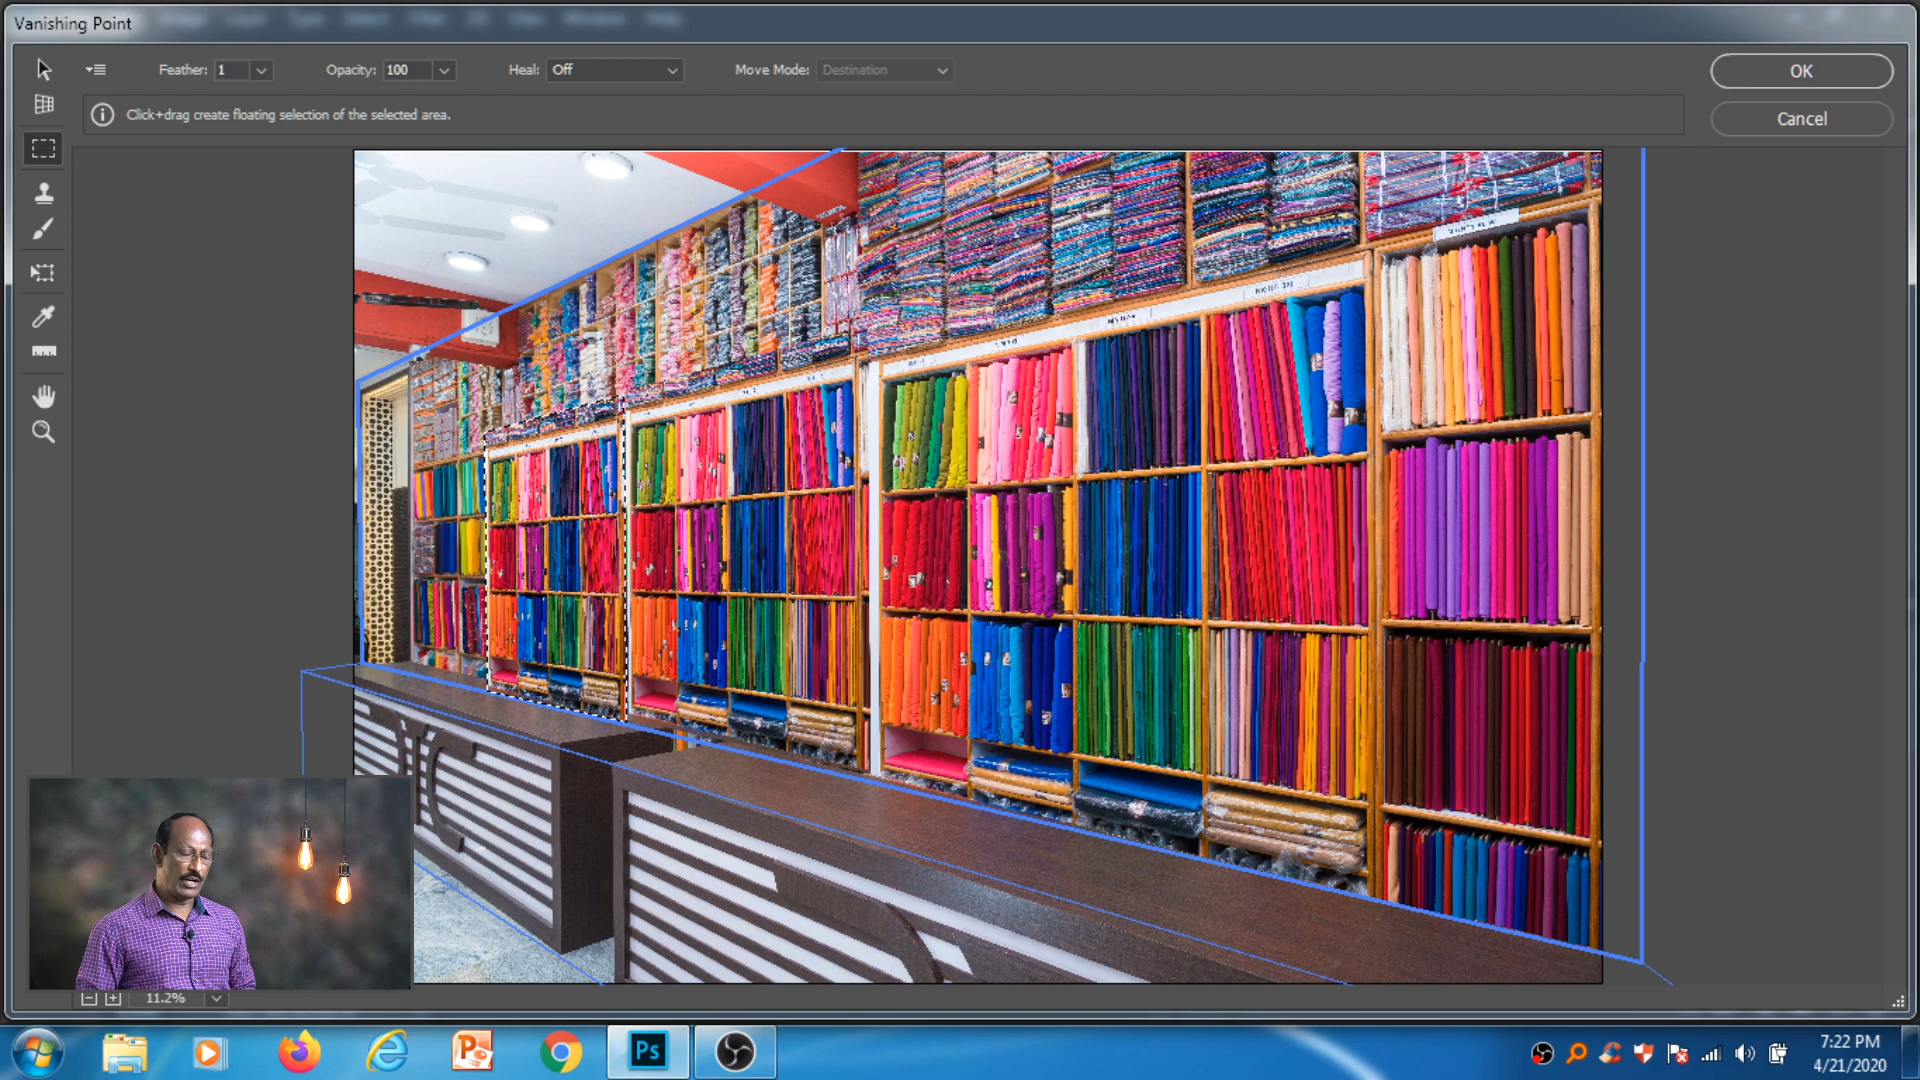 Vanishing Point
Feather: 1
Opacity: 100
Heal: Off
Move Mode: Destination
OK
Click+drag create floating selection of the selected area.
Cancel
11.2%
Ps
7:22 PM
4/21/2020